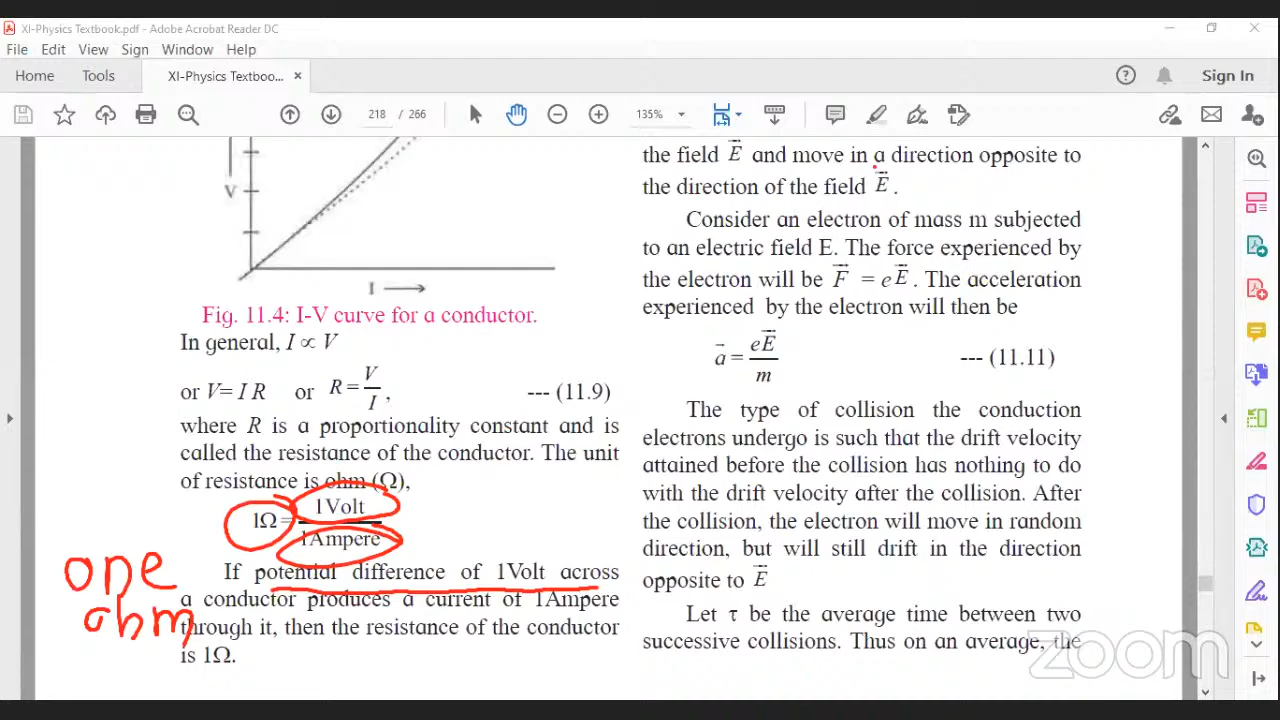 XI-Physics Textbook.pdf - Adobe Acrobat Reader DC
File Edit View Sign Window Help
Home Tools XI-Physics Textboo... × Sign In
218 / 266 135%
V
I
Fig. 11.4: I-V curve for a conductor.
In general, I ∝ V
or V= I R or R = V/I, --- (11.9)
where R is a proportionality constant and is
called the resistance of the conductor. The unit
of resistance is ohm (Ω),
1Ω = 1Volt
1Ampere
If potential difference of 1Volt across
a conductor produces a current of 1Ampere
through it, then the resistance of the conductor
is 1Ω.
one
ohm
the field E⃗ and move in a direction opposite to
the direction of the field E⃗ .
Consider an electron of mass m subjected
to an electric field E. The force experienced by
the electron will be F⃗ = eE⃗ . The acceleration
experienced by the electron will then be
a⃗ = eE⃗/m --- (11.11)
The type of collision the conduction
electrons undergo is such that the drift velocity
attained before the collision has nothing to do
with the drift velocity after the collision. After
the collision, the electron will move in random
direction, but will still drift in the direction
opposite to E⃗
Let τ be the average time between two
successive collisions. Thus on an average, the
zoom